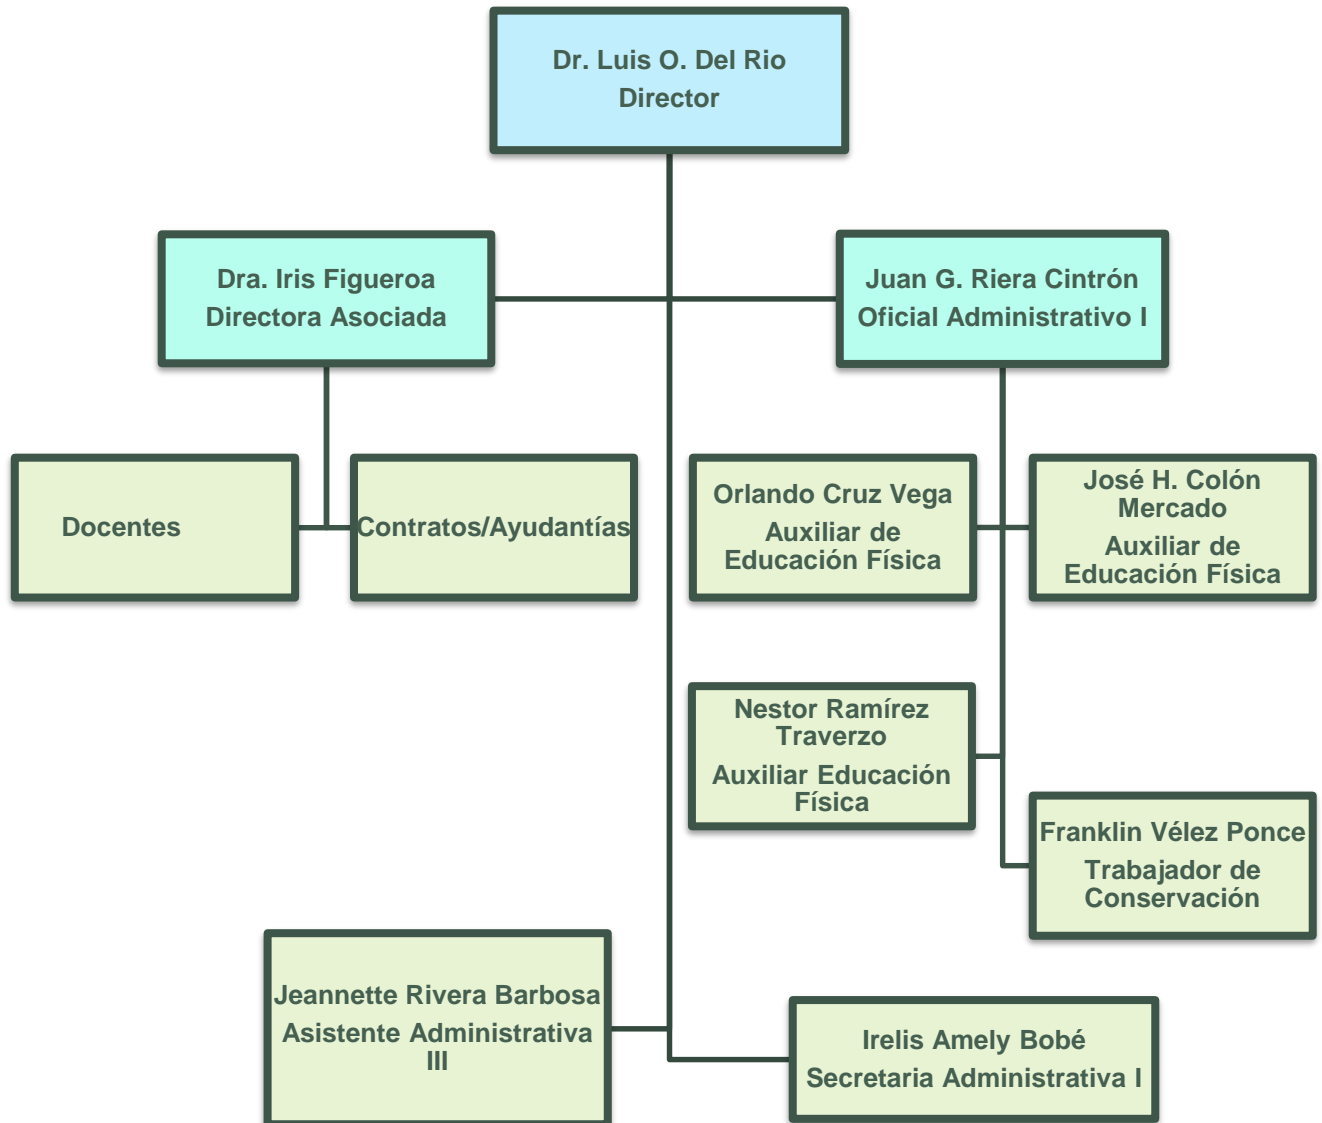 Dr. Luis O. Del Rio
Director
Dra. Iris Figueroa
Directora Asociada
Juan G. Riera Cintrón
Oficial Administrativo I
Docentes
Contratos/Ayudantías
Orlando Cruz Vega
Auxiliar de
Educación Física
José H. Colón
Mercado
Auxiliar de
Educación Física
Nestor Ramírez
Traverzo
Auxiliar Educación
Física
Franklin Vélez Ponce
Trabajador de
Conservación
Jeannette Rivera Barbosa
Asistente Administrativa
III
Irelis Amely Bobé
Secretaria Administrativa I